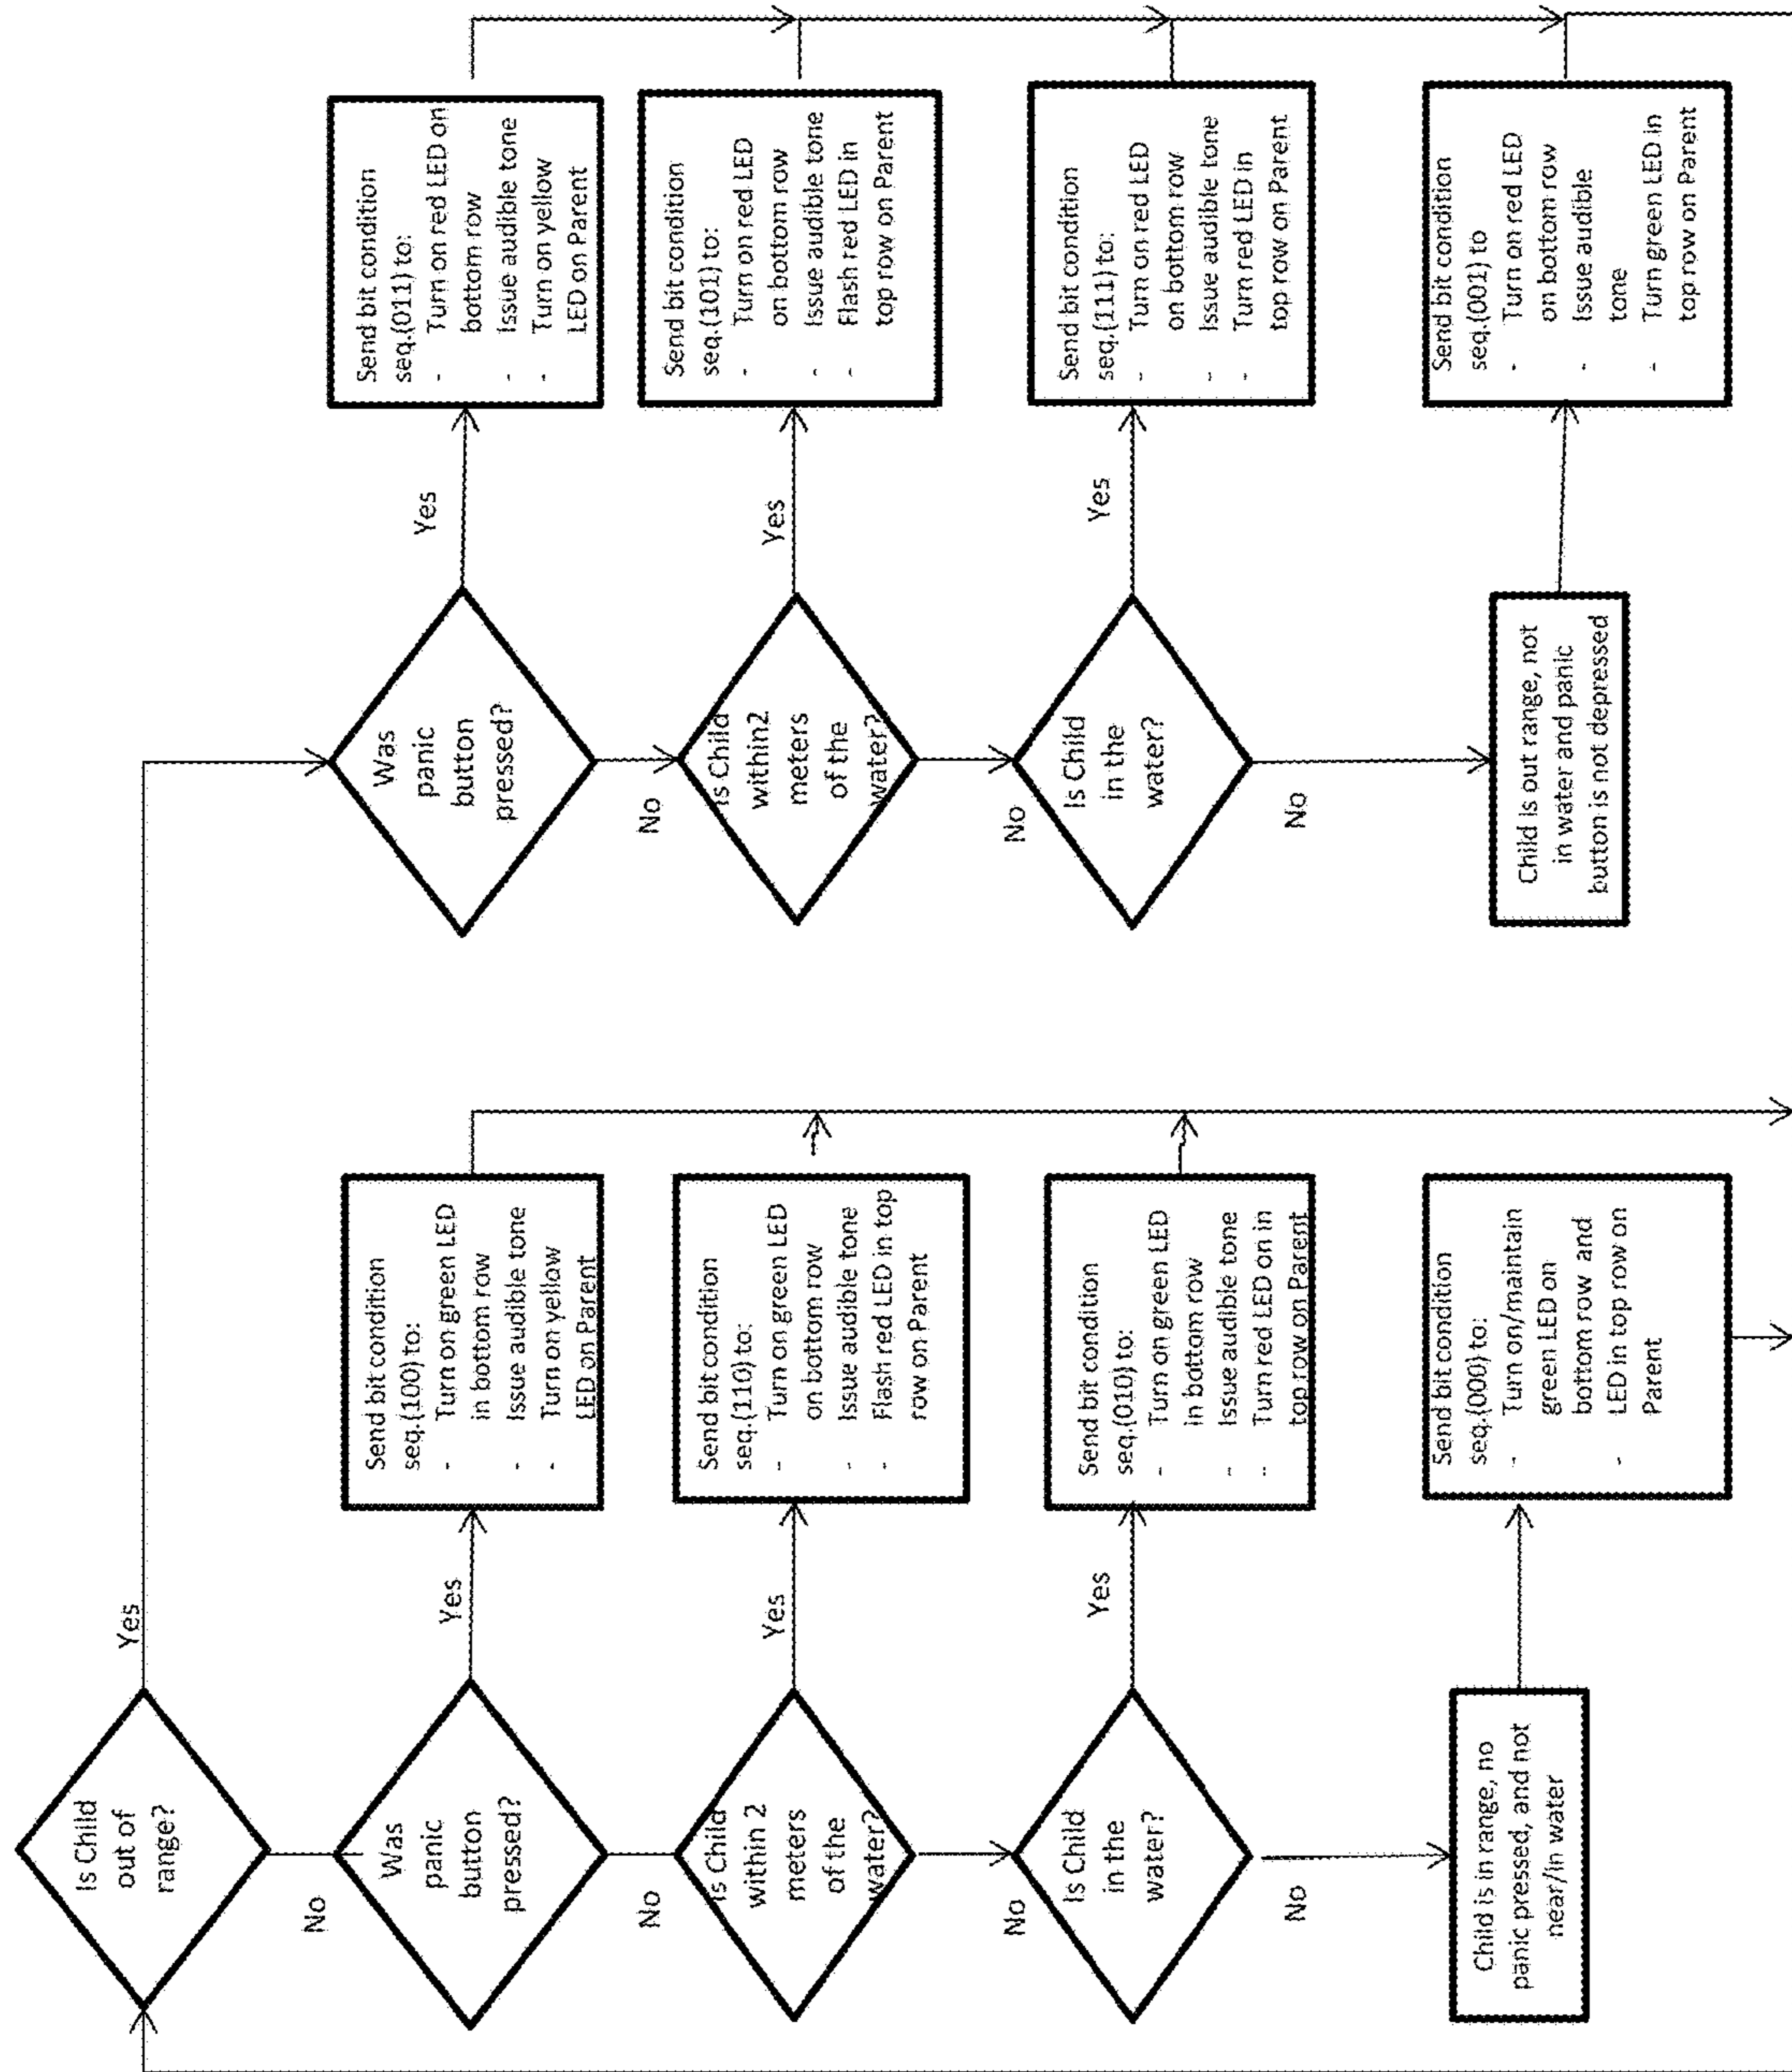 Is Child
out of
range?
Yes
No
Was
panic
button
pressed?
Yes
Send bit condition
seq.(100) to:
- Turn on green LED
in bottom row
- Issue audible tone
- Turn on yellow
LED on Parent
No
Is Child
within 2
meters
of the
water?
Yes
Send bit condition
seq.(110) to:
- Turn on green LED
on bottom row
- Issue audible tone
- Flash red LED in top
row on Parent
No
Is Child
in the
water?
Yes
Send bit condition
seq.(010) to:
- Turn on green LED
in bottom row
- Issue audible tone
- Turn red LED on in
top row on Parent
No
Child is in range, no
panic pressed, and not
near/in water
Send bit condition
seq.(000) to:
- Turn on/maintain
green LED on
bottom row and
- LED in top row on
Parent
Was
panic
button
pressed?
Yes
Send bit condition
seq.(011) to:
- Turn on red LED on
bottom row
- Issue audible tone
- Turn on yellow
LED on Parent
No
Is Child
within2
meters
of the
water?
Yes
Send bit condition
seq.(101) to:
- Turn on red LED
on bottom row
- Issue audible tone
- Flash red LED in
top row on Parent
No
Is Child
in the
water?
Yes
Send bit condition
seq.(111) to:
- Turn on red LED
on bottom row
- Issue audible tone
- Turn red LED in
top row on Parent
No
Child is out range, not
in water and panic
button is not depressed
Send bit condition
seq.(001) to
- Turn on red LED
on bottom row
- Issue audible
tone
- Turn green LED in
top row on Parent